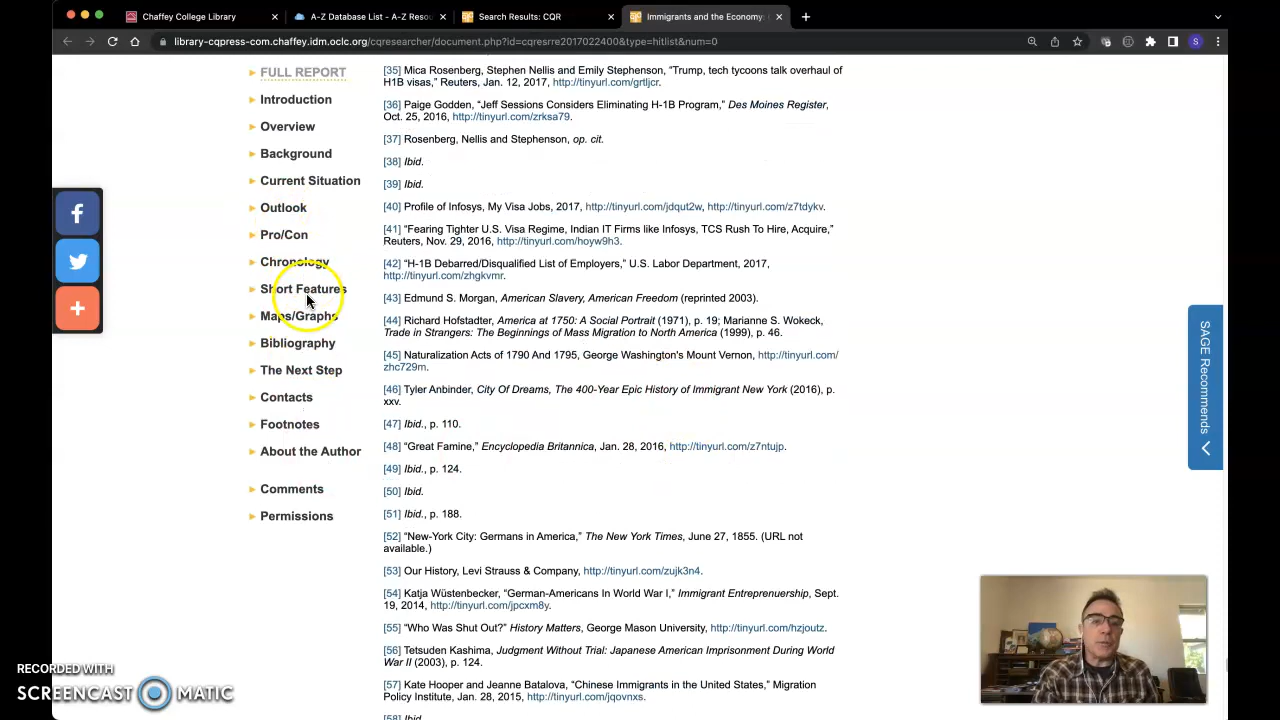 Chaffey College Library
A-Z Database List - A-Z Resou
Search Results: CQR
Immigrants and the Economy:
library-cqpress-com.chaffey.idm.oclc.org/cqresearcher/document.php?id=cqresrre2017022400&type=hitlist&num=0
S
FULL REPORT
Introduction
Overview
Background
Current Situation
Outlook
Pro/Con
Chronology
Short Features
Maps/Graphs
Bibliography
The Next Step
Contacts
Footnotes
About the Author
Comments
Permissions
[35] Mica Rosenberg, Stephen Nellis and Emily Stephenson, “Trump, tech tycoons talk overhaul of
H1B visas,” Reuters, Jan. 12, 2017, http://tinyurl.com/grtljcr.
[36] Paige Godden, “Jeff Sessions Considers Eliminating H-1B Program,” Des Moines Register,
Oct. 25, 2016, http://tinyurl.com/zrksa79.
[37] Rosenberg, Nellis and Stephenson, op. cit.
[38] Ibid.
[39] Ibid.
[40] Profile of Infosys, My Visa Jobs, 2017, http://tinyurl.com/jdqut2w, http://tinyurl.com/z7tdykv.
[41] “Fearing Tighter U.S. Visa Regime, Indian IT Firms like Infosys, TCS Rush To Hire, Acquire,”
Reuters, Nov. 29, 2016, http://tinyurl.com/hoyw9h3.
[42] “H-1B Debarred/Disqualified List of Employers,” U.S. Labor Department, 2017,
http://tinyurl.com/zhgkvmr.
[43] Edmund S. Morgan, American Slavery, American Freedom (reprinted 2003).
[44] Richard Hofstadter, America at 1750: A Social Portrait (1971), p. 19; Marianne S. Wokeck,
Trade in Strangers: The Beginnings of Mass Migration to North America (1999), p. 46.
[45] Naturalization Acts of 1790 And 1795, George Washington's Mount Vernon, http://tinyurl.com/
zhc729m.
[46] Tyler Anbinder, City Of Dreams, The 400-Year Epic History of Immigrant New York (2016), p.
xxv.
[47] Ibid., p. 110.
[48] “Great Famine,” Encyclopedia Britannica, Jan. 28, 2016, http://tinyurl.com/z7ntujp.
[49] Ibid., p. 124.
[50] Ibid.
[51] Ibid., p. 188.
[52] “New-York City: Germans in America,” The New York Times, June 27, 1855. (URL not
available.)
[53] Our History, Levi Strauss & Company, http://tinyurl.com/zujk3n4.
[54] Katja Wüstenbecker, “German-Americans In World War I,” Immigrant Entreprenuership, Sept.
19, 2014, http://tinyurl.com/jpcxm8y.
[55] “Who Was Shut Out?” History Matters, George Mason University, http://tinyurl.com/hzjoutz.
[56] Tetsuden Kashima, Judgment Without Trial: Japanese American Imprisonment During World
War II (2003), p. 124.
[57] Kate Hooper and Jeanne Batalova, “Chinese Immigrants in the United States,” Migration
Policy Institute, Jan. 28, 2015, http://tinyurl.com/jqovnxs.
[58] Ibid.
SAGE Recommends
RECORDED WITH
SCREENCAST MATIC